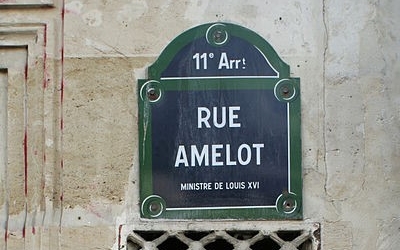 11e Arrt
RUE
AMELOT
MINISTRE DE LOUIS XVI